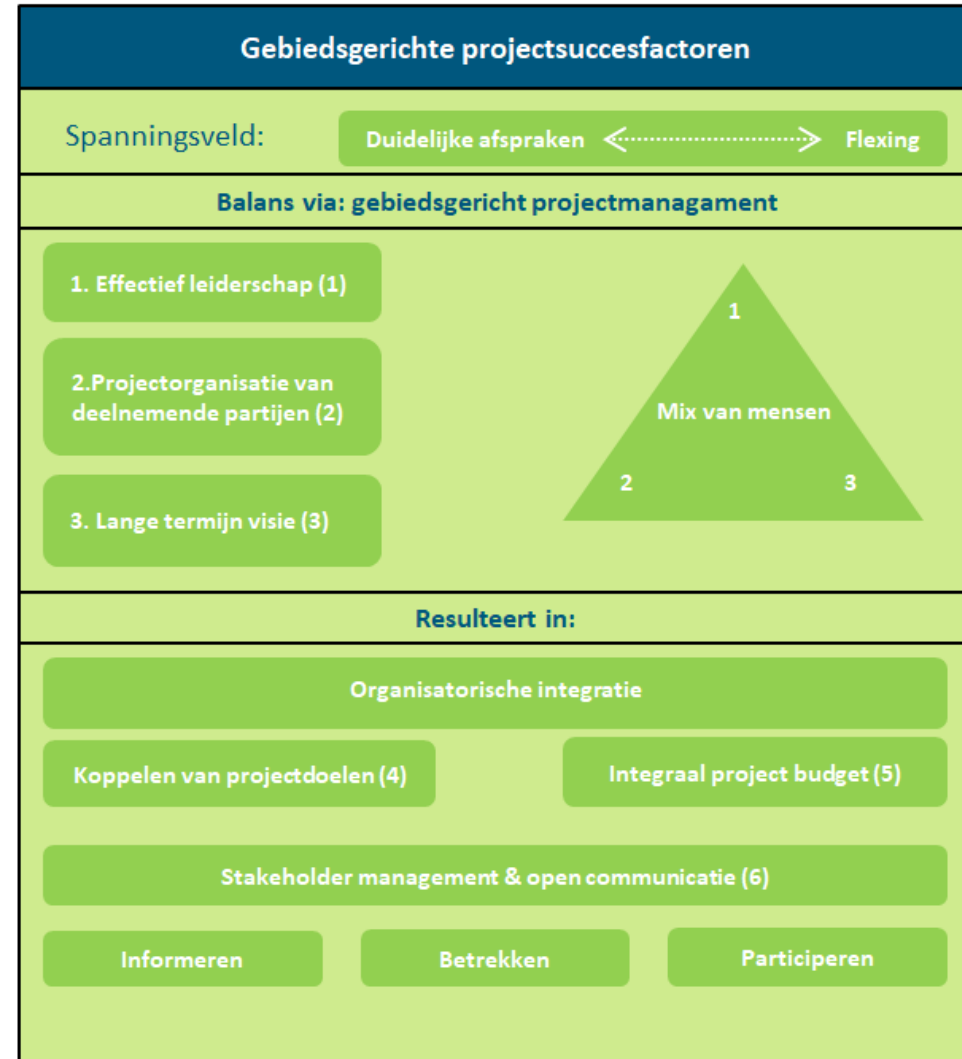 Gebiedsgerichte projectsuccesfactoren
Spanningsveld:
Duidelijke afspraken
Flexing
Balans via: gebiedsgericht projectmanagament
1. Effectief leiderschap (1)
2.Projectorganisatie van
deelnemende partijen (2)
3. Lange termijn visie (3)
1
Mix van mensen
2
3
Resulteert in:
Organisatorische integratie
Koppelen van projectdoelen (4)
Integraal project budget (5)
Stakeholder management & open communicatie (6)
Informeren
Betrekken
Participeren